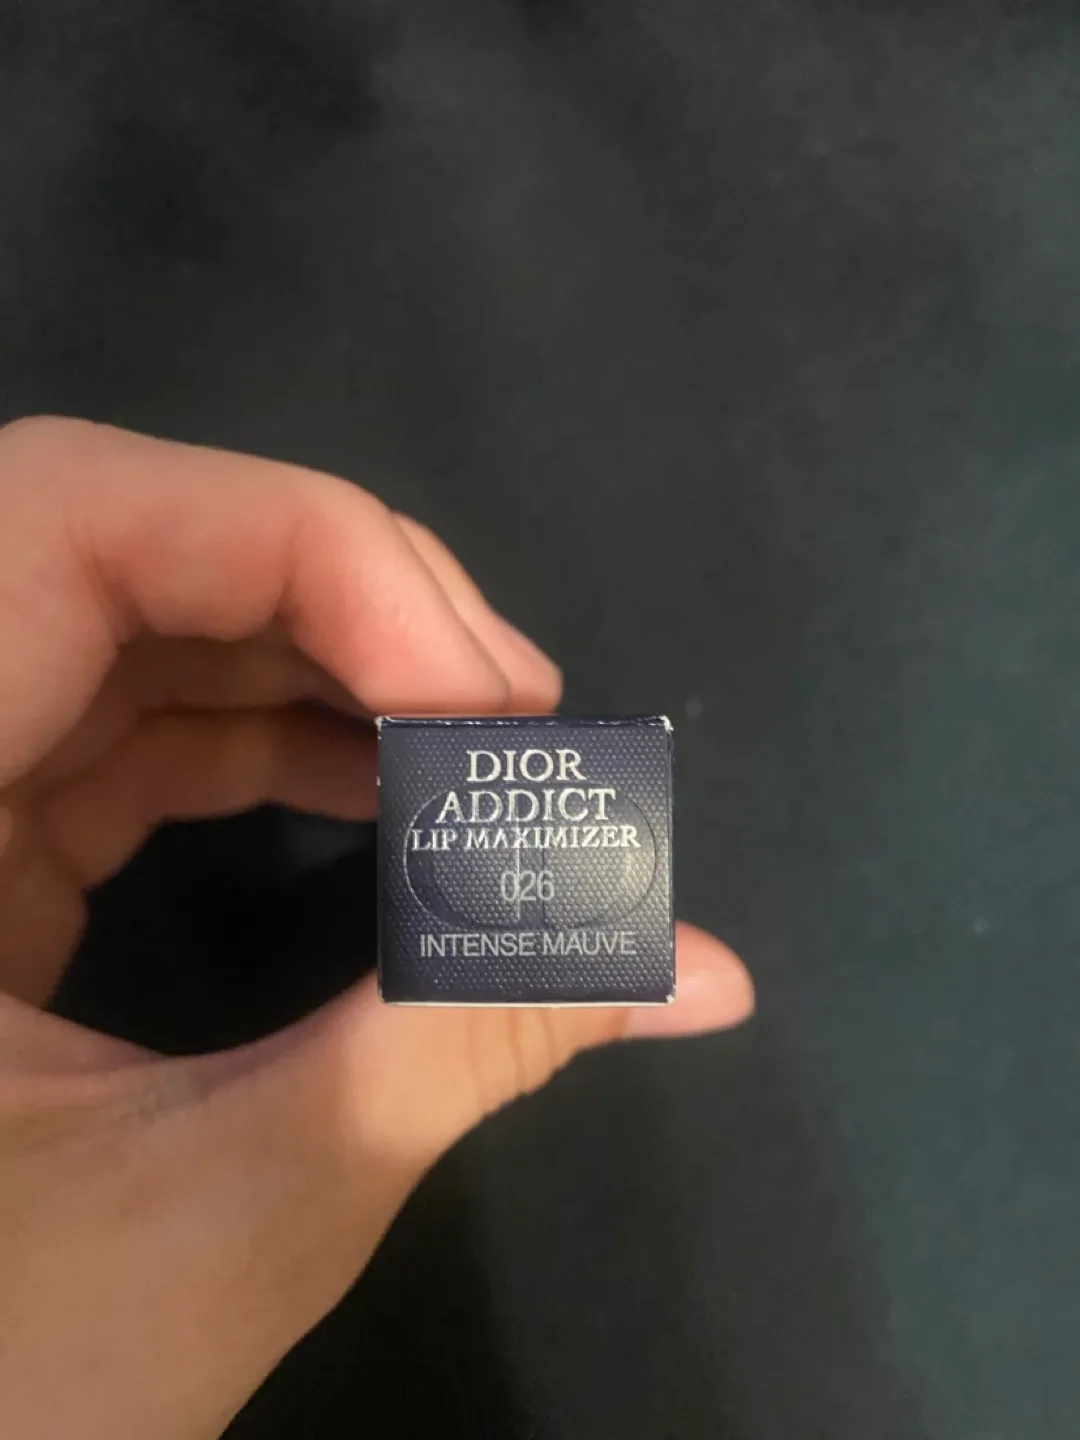 DIOR
ADDICT
LIP MAXIMIZER
026
INTENSE MAUVE